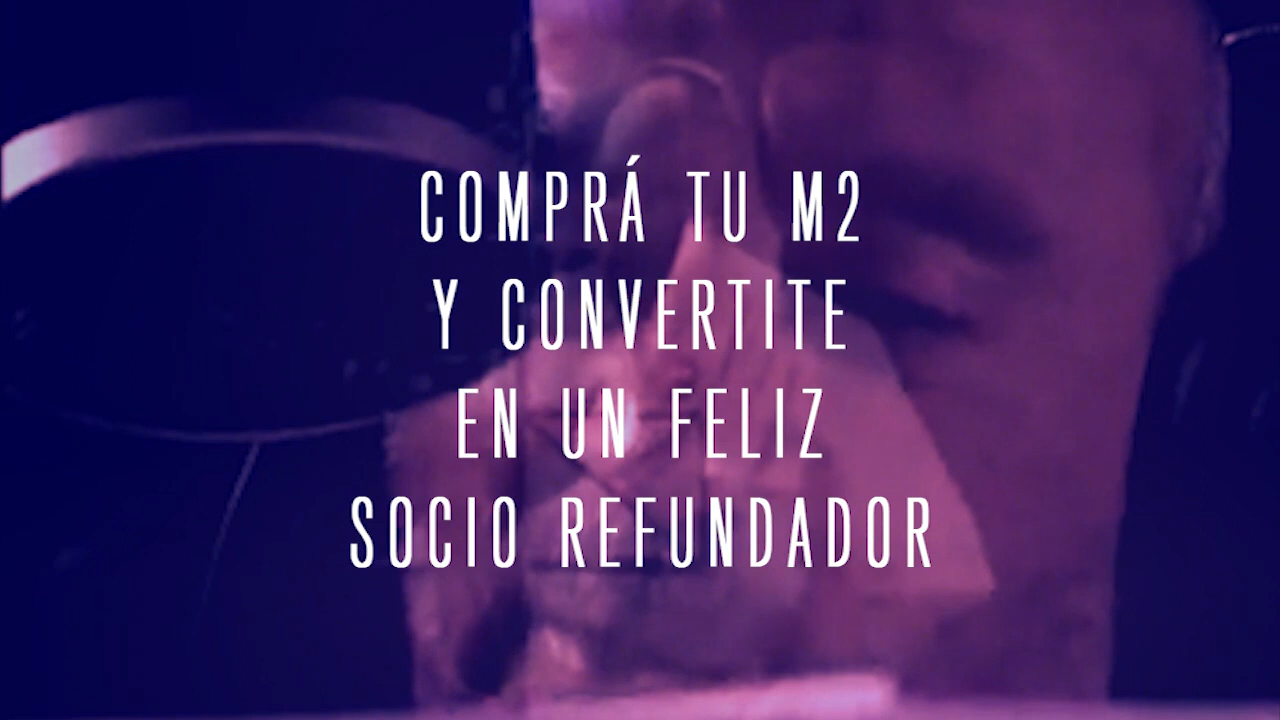 COMPRÁ TU M2
Y CONVERTITE
EN UN FELIZ
SOCIO REFUNDADOR